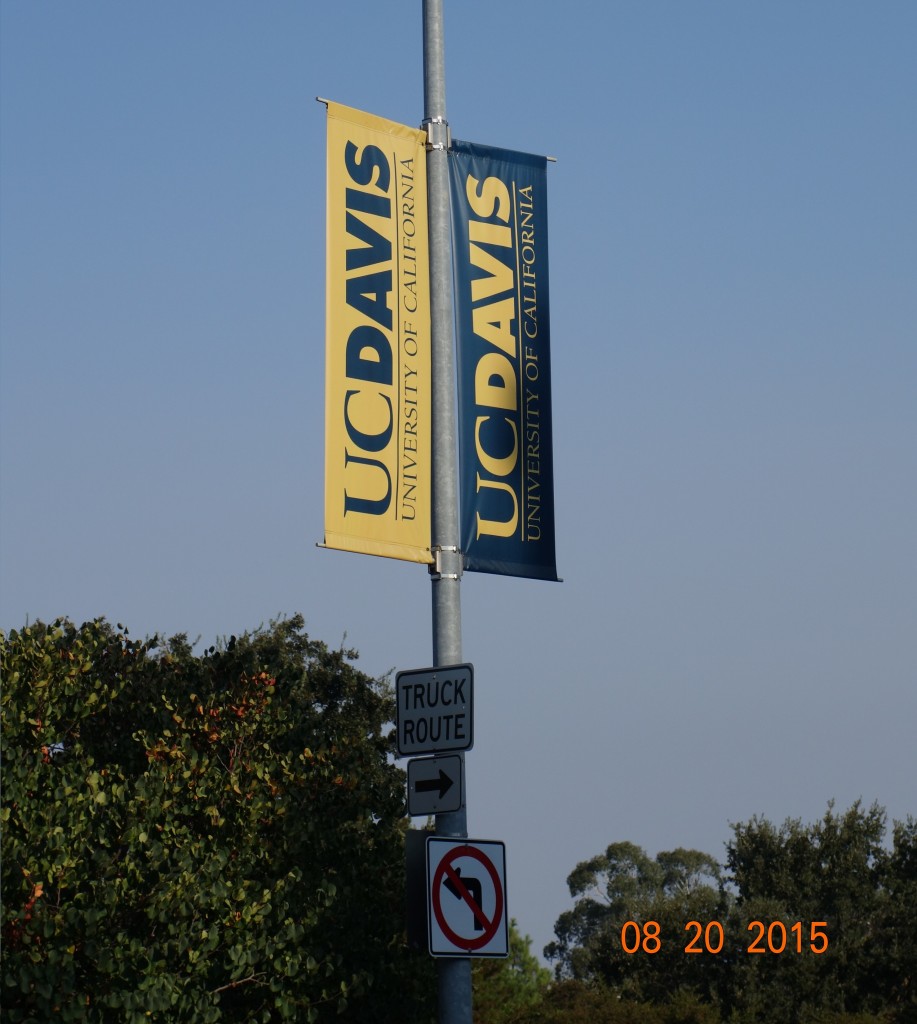 UCDAVIS
UNIVERSITY OF CALIFORNIA
UCDAVIS
UNIVERSITY OF CALIFORNIA
TRUCK
ROUTE
08 20 2015